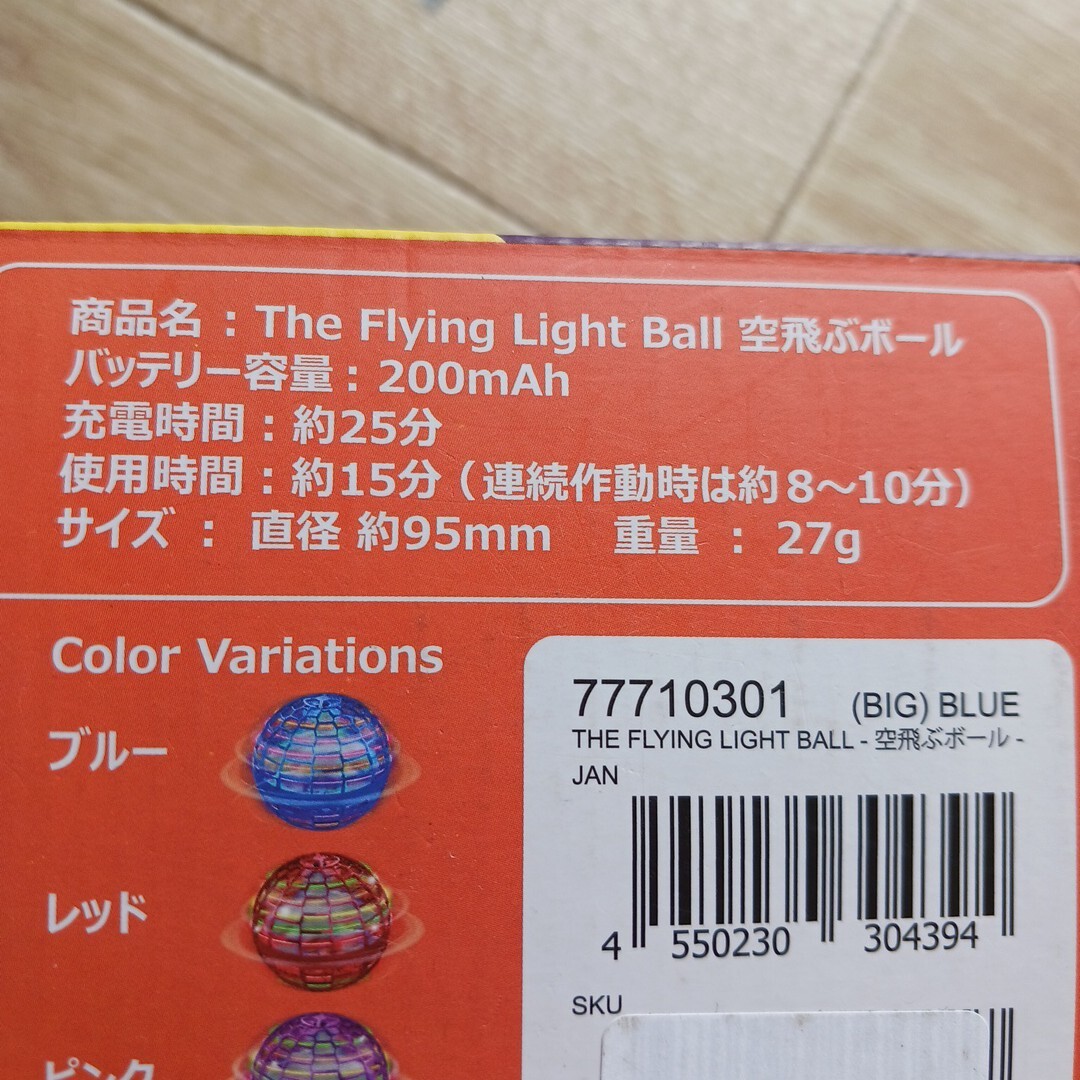 商品名 : The Flying Light Ball 空飛ぶボール
バッテリー容量 : 200mAh
充電時間 : 約25分
使用時間 : 約15分 (連続作動時は約8～10分)
サイズ : 直径 約95mm 重量 : 27g
Color Variations
ブルー
レッド
ピンク
77710301 (BIG) BLUE
THE FLYING LIGHT BALL - 空飛ぶボール -
JAN
4 550230 304394
SKU